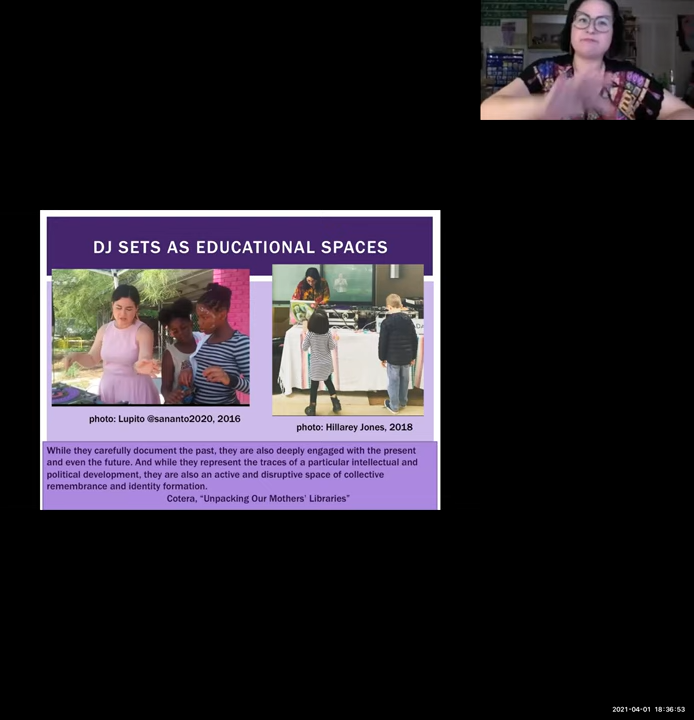 DJ SETS AS EDUCATIONAL SPACES
photo: Lupito @sananto2020, 2016
photo: Hillarey Jones, 2018
While they carefully document the past, they are also deeply engaged with the present
and even the future. And while they represent the traces of a particular intellectual and
political development, they are also an active and disruptive space of collective
remembrance and identity formation.
Cotera, “Unpacking Our Mothers’ Libraries”
2021-04-01 18:36:53